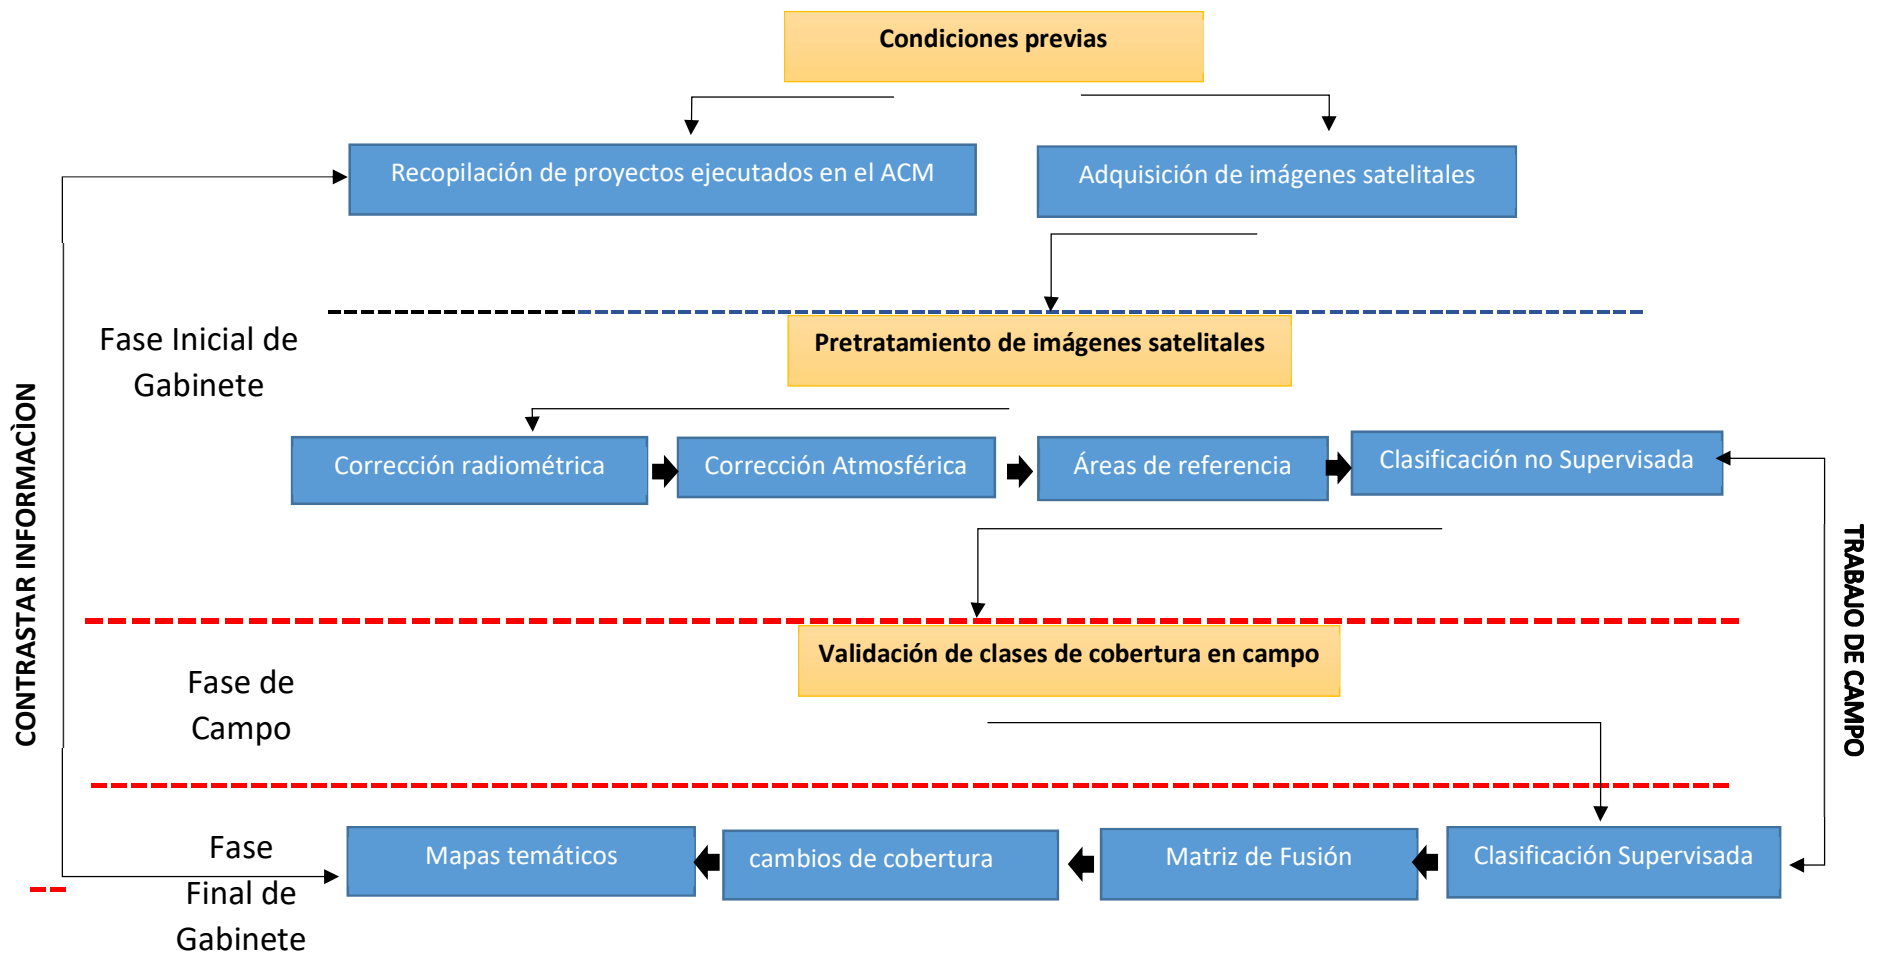 Condiciones previas
Recopilación de proyectos ejecutados en el ACM
Adquisición de imágenes satelitales
Fase Inicial de
Gabinete
Pretratamiento de imágenes satelitales
CONTRASTAR INFORMACÌON
Corrección radiométrica
Corrección Atmosférica
Áreas de referencia
Clasificación no Supervisada
TRABAJO DE CAMPO
Validación de clases de cobertura en campo
Fase de
Campo
Fase
Final de
Gabinete
Mapas temáticos
cambios de cobertura
Matriz de Fusión
Clasificación Supervisada